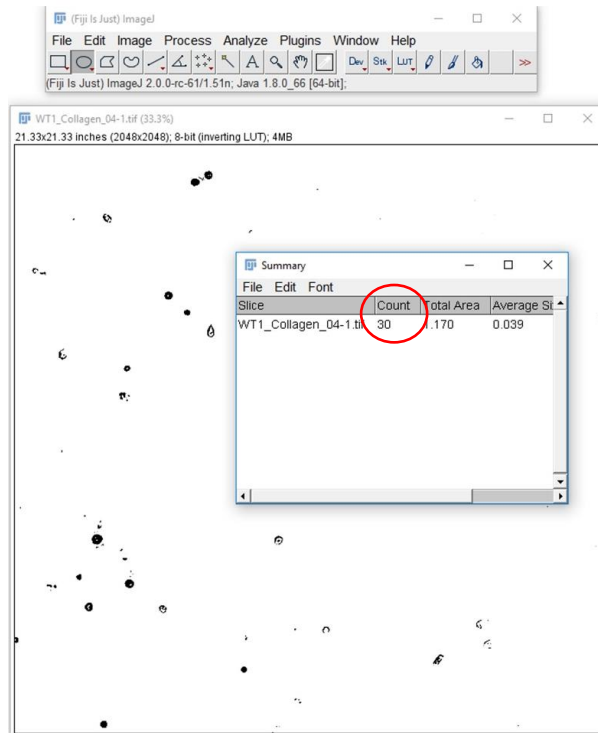 (Fiji Is Just) ImageJ
File Edit Image Process Analyze Plugins Window Help
A Dev Stk LUT >>
(Fiji Is Just) ImageJ 2.0.0-rc-61/1.51n; Java 1.8.0_66 [64-bit];
WT1_Collagen_04-1.tif (33.3%)
21.33x21.33 inches (2048x2048); 8-bit (inverting LUT); 4MB
Summary
File Edit Font
Slice Count Total Area Average Si
WT1_Collagen_04-1.tif 30 1.170 0.039